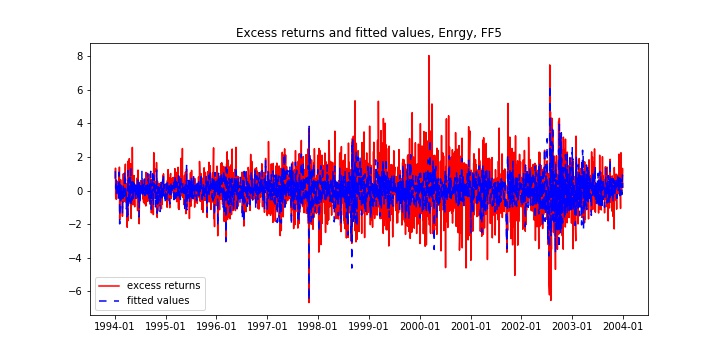 Excess returns and fitted values, Enrgy, FF5
8
6
4
2
0
−2
−4
−6
excess returns
fitted values
1994-01 1995-01 1996-01 1997-01 1998-01 1999-01 2000-01 2001-01 2002-01 2003-01 2004-01